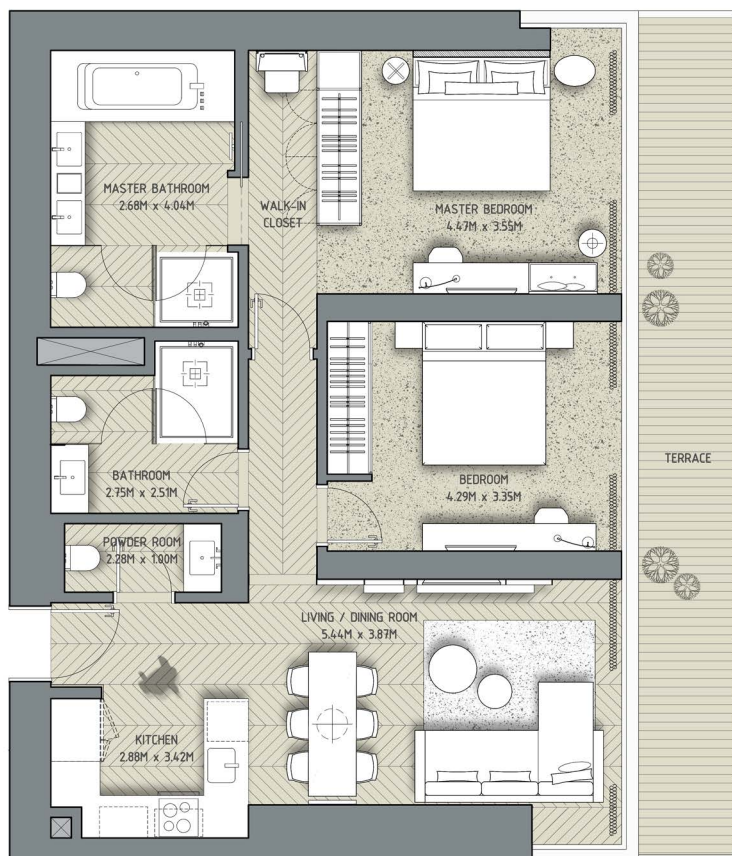 MASTER BATHROOM
2.68M x 4.04M
WALK-IN
CLOSET
MASTER BEDROOM
4.47M x 3.55M
BATHROOM
2.75M x 2.51M
BEDROOM
4.29M x 3.35M
TERRACE
POWDER ROOM
2.28M x 1.00M
LIVING / DINING ROOM
5.44M x 3.87M
KITCHEN
2.88M x 3.42M